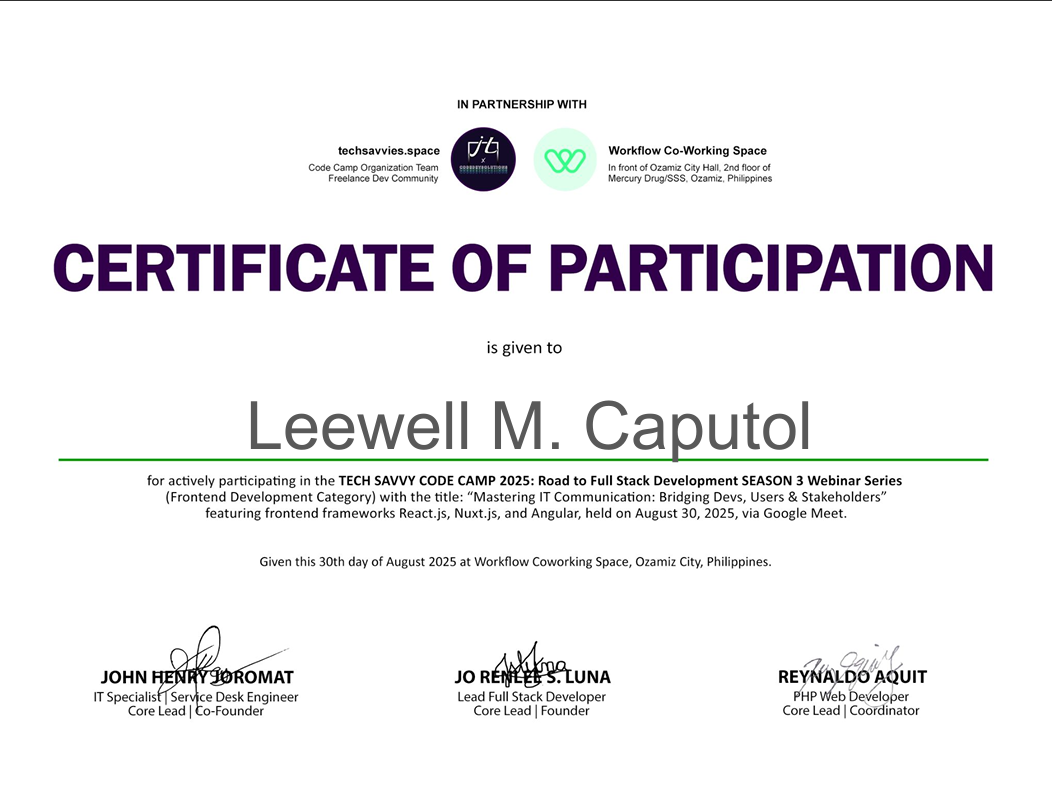 IN PARTNERSHIP WITH
techsavvies.space
Code Camp Organization Team
Freelance Dev Community
Workflow Co-Working Space
In front of Ozamiz City Hall, 2nd floor of
Mercury Drug/SSS, Ozamiz, Philippines
CERTIFICATE OF PARTICIPATION
is given to
Leewell M. Caputol
for actively participating in the TECH SAVVY CODE CAMP 2025: Road to Full Stack Development SEASON 3 Webinar Series
(Frontend Development Category) with the title: “Mastering IT Communication: Bridging Devs, Users & Stakeholders”
featuring frontend frameworks React.js, Nuxt.js, and Angular, held on August 30, 2025, via Google Meet.
Given this 30th day of August 2025 at Workflow Coworking Space, Ozamiz City, Philippines.
JOHN HENRY JOROMAT
IT Specialist | Service Desk Engineer
Core Lead | Co-Founder
JO RENLEE S. LUNA
Lead Full Stack Developer
Core Lead | Founder
REYNALDO AQUIT
PHP Web Developer
Core Lead | Coordinator